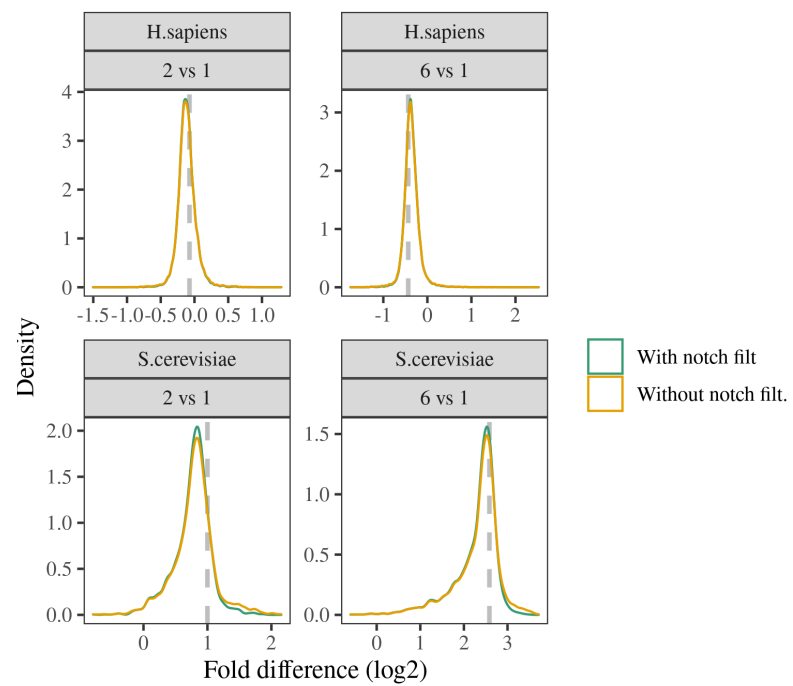 H.sapiens
H.sapiens
2 vs 1
6 vs 1
4
3
2
1
0
3
2
1
0
-1.5 -1.0 -0.5 0.0 0.5 1.0
-1 0 1 2
Density
S.cerevisiae
S.cerevisiae
2 vs 1
6 vs 1
2.0
1.5
1.0
0.5
0.0
1.5
1.0
0.5
0.0
0 1 2
0 1 2 3
Fold difference (log2)
With notch filt
Without notch filt.